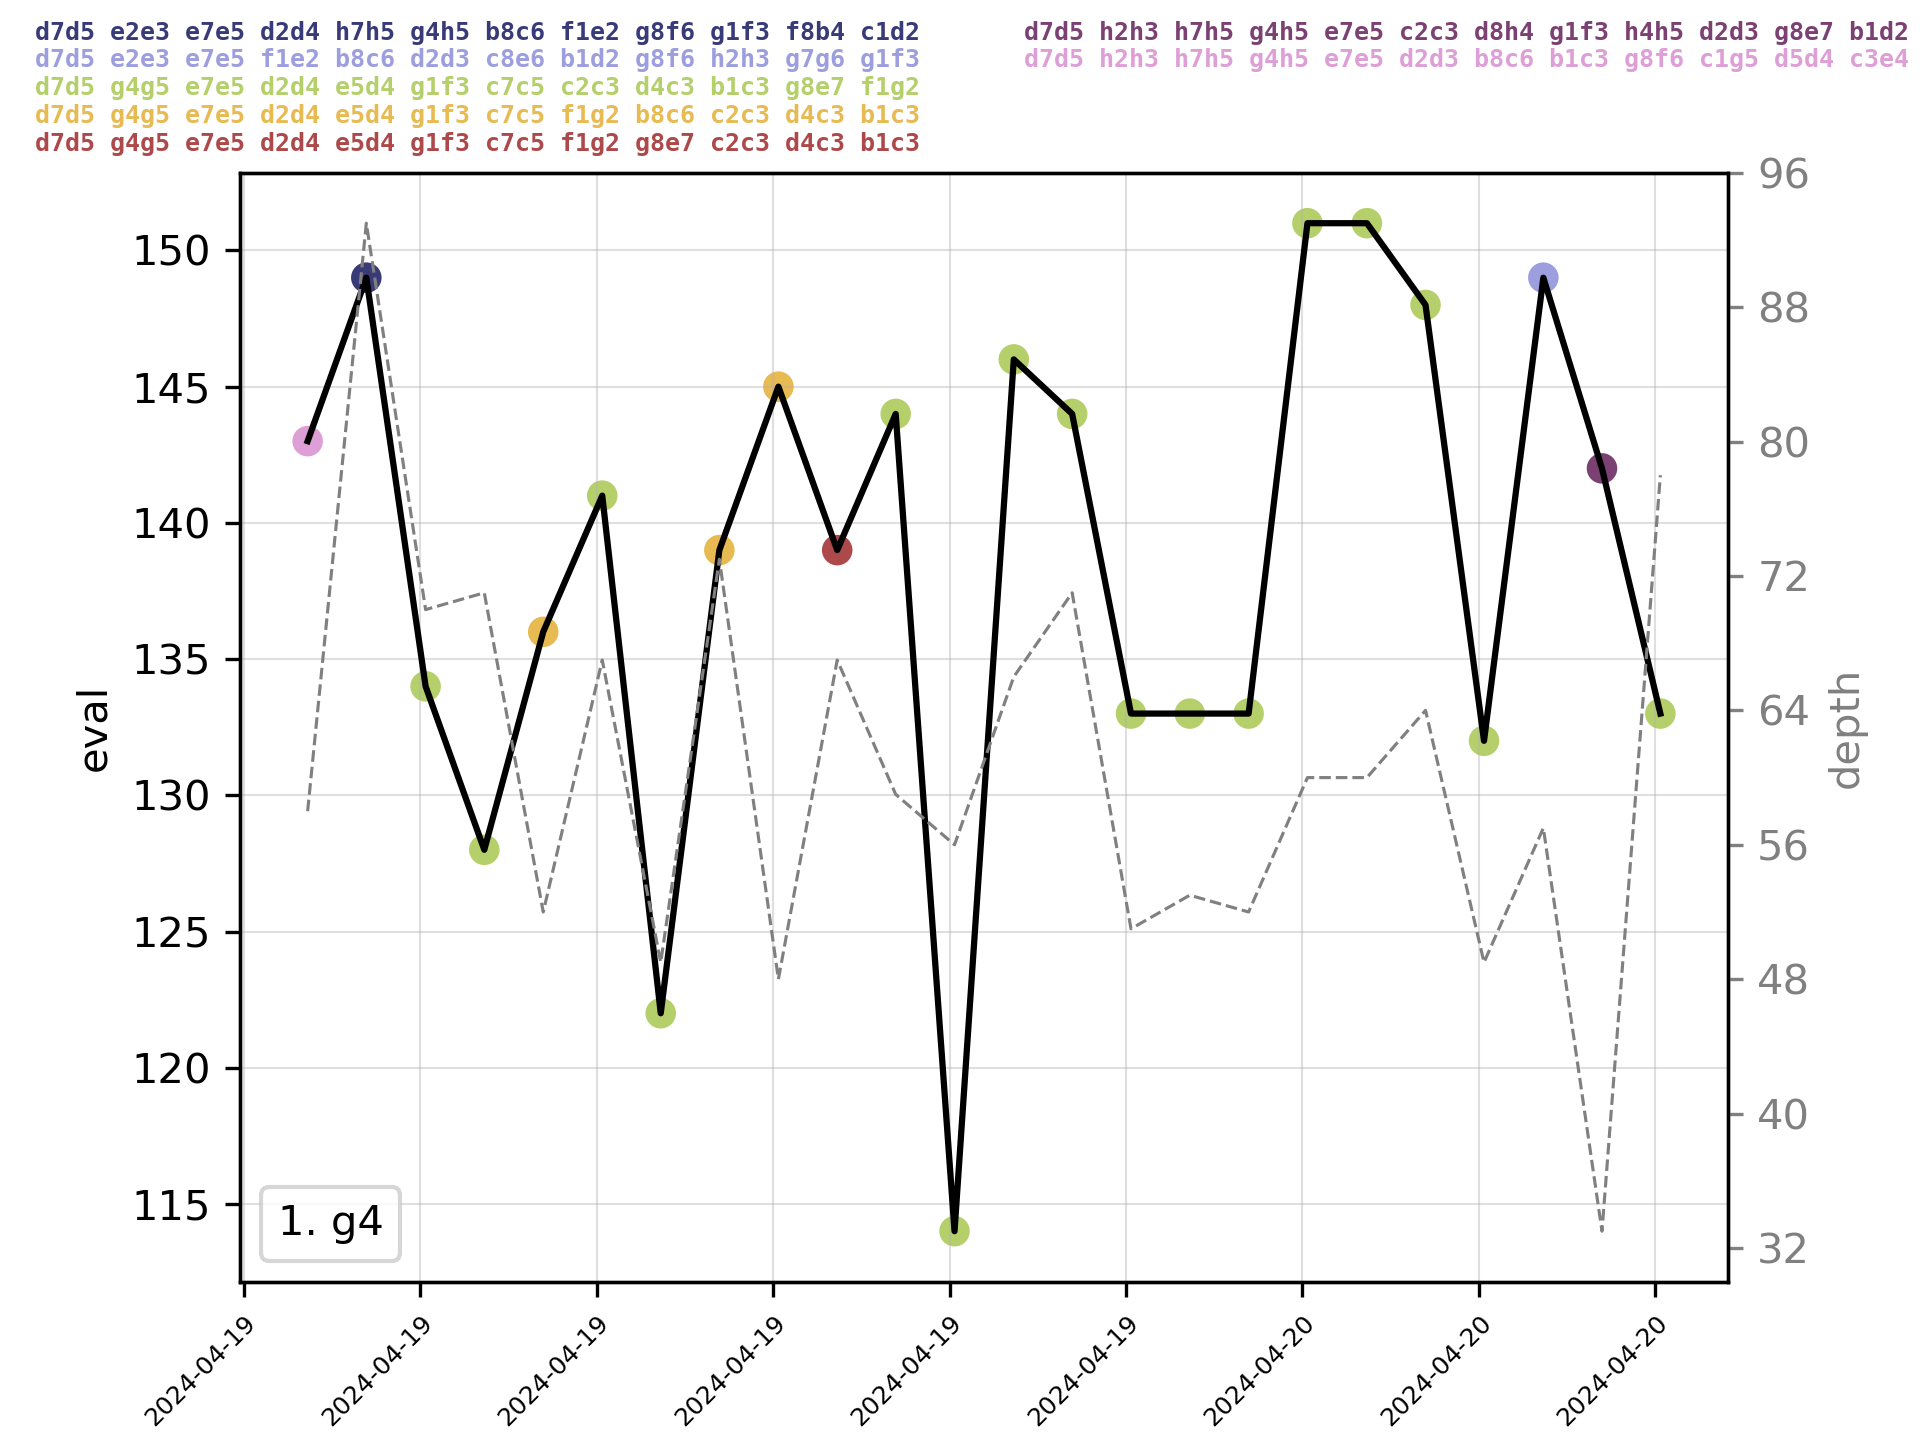 d7d5 e2e3 e7e5 d2d4 h7h5 g4h5 b8c6 f1e2 g8f6 g1f3 f8b4 c1d2
d7d5 e2e3 e7e5 f1e2 b8c6 d2d3 c8e6 b1d2 g8f6 h2h3 g7g6 g1f3
d7d5 g4g5 e7e5 d2d4 e5d4 g1f3 c7c5 c2c3 d4c3 b1c3 g8e7 f1g2
d7d5 g4g5 e7e5 d2d4 e5d4 g1f3 c7c5 f1g2 b8c6 c2c3 d4c3 b1c3
d7d5 g4g5 e7e5 d2d4 e5d4 g1f3 c7c5 f1g2 g8e7 c2c3 d4c3 b1c3
d7d5 h2h3 h7h5 g4h5 e7e5 c2c3 d8h4 g1f3 h4h5 d2d3 g8e7 b1d2
d7d5 h2h3 h7h5 g4h5 e7e5 d2d3 b8c6 b1c3 g8f6 c1g5 d5d4 c3e4
150
145
140
135
130
125
120
115
eval
96
88
80
72
64
56
48
40
32
depth
1. g4
2024-04-19
2024-04-19
2024-04-19
2024-04-19
2024-04-19
2024-04-19
2024-04-20
2024-04-20
2024-04-20